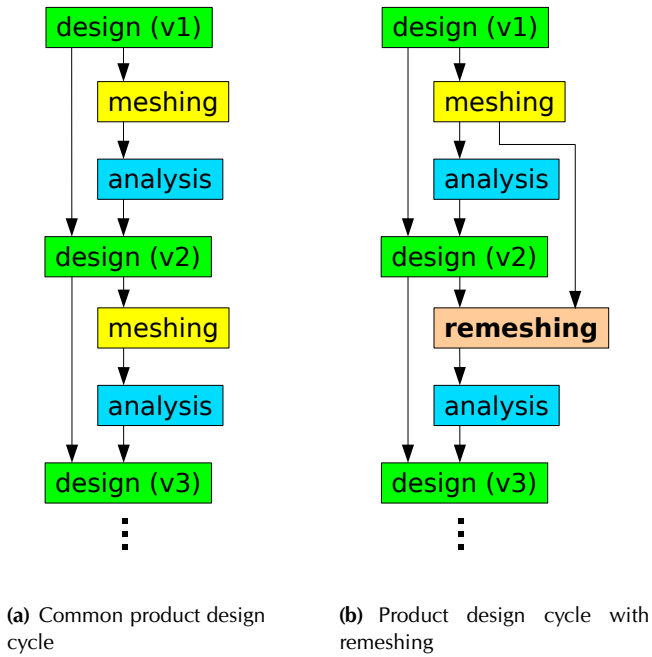 design (v1)
meshing
analysis
design (v2)
meshing
analysis
design (v3)
(a) Common product design
cycle
design (v1)
meshing
analysis
design (v2)
remeshing
analysis
design (v3)
(b) Product design cycle with
remeshing